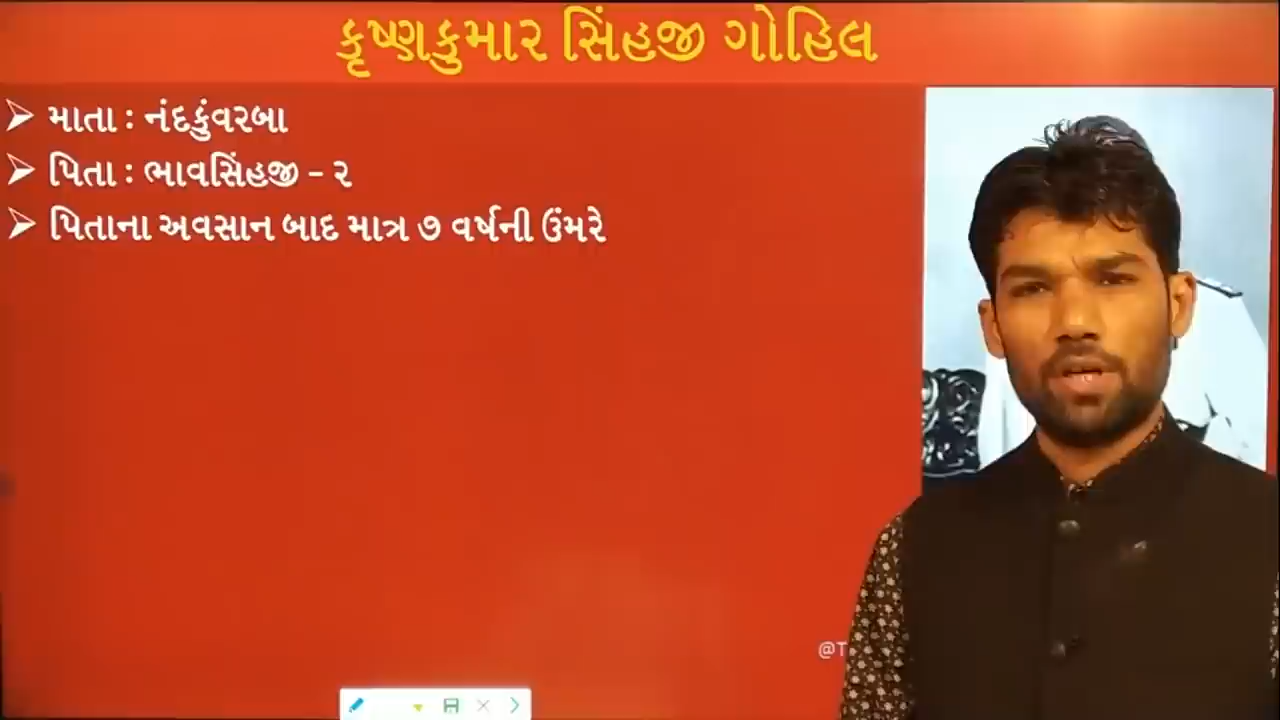 કૃષ્ણકુમાર સિંહજી ગોહિલ
માતા : નંદકુંવરબા
પિતા : ભાવસિંહજી - ૨
પિતાના અવસાન બાદ માત્ર ૭ વર્ષની ઉંમરે
@T